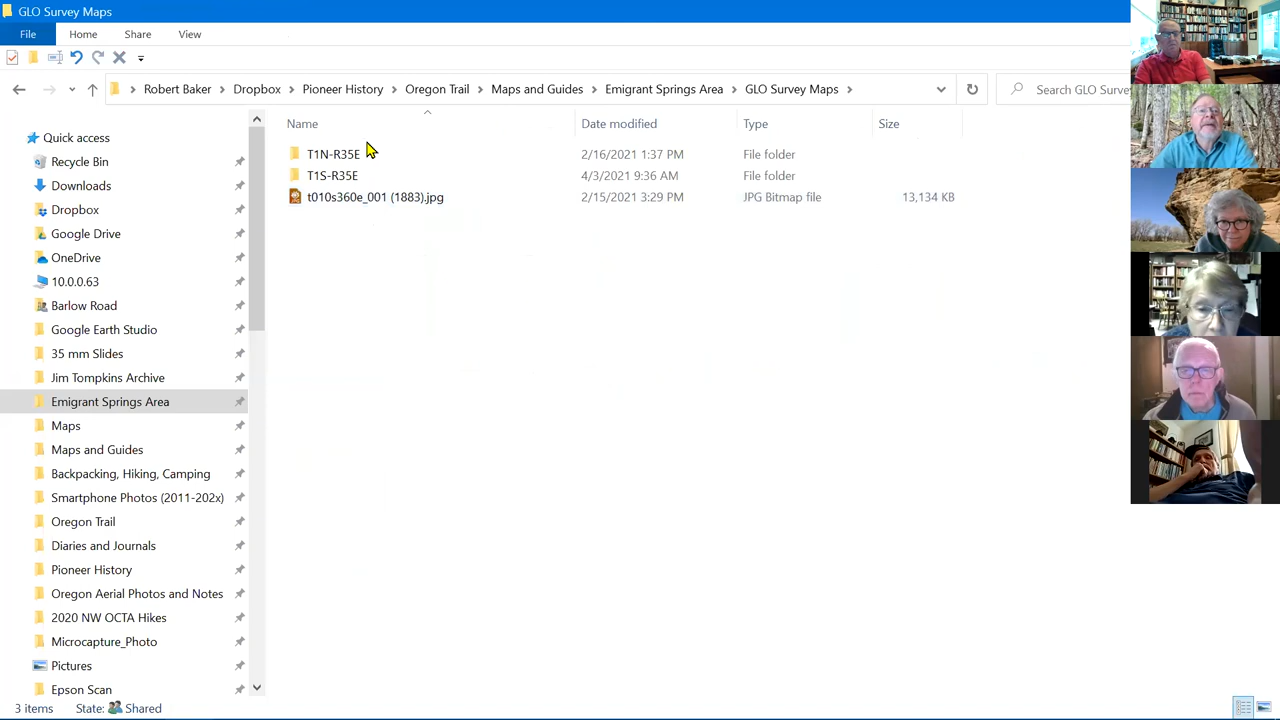 GLO Survey Maps
File Home Share View
Robert Baker Dropbox Pioneer History Oregon Trail Maps and Guides Emigrant Springs Area GLO Survey Maps
Search GLO Surve
Name Date modified Type Size
T1N-R35E 2/16/2021 1:37 PM File folder
T1S-R35E 4/3/2021 9:36 AM File folder
t010s360e_001 (1883).jpg 2/15/2021 3:29 PM JPG Bitmap file 13,134 KB
Quick access
Recycle Bin
Downloads
Dropbox
Google Drive
OneDrive
10.0.0.63
Barlow Road
Google Earth Studio
35 mm Slides
Jim Tompkins Archive
Emigrant Springs Area
Maps
Maps and Guides
Backpacking, Hiking, Camping
Smartphone Photos (2011-202x)
Oregon Trail
Diaries and Journals
Pioneer History
Oregon Aerial Photos and Notes
2020 NW OCTA Hikes
Microcapture_Photo
Pictures
Epson Scan
3 items State: Shared